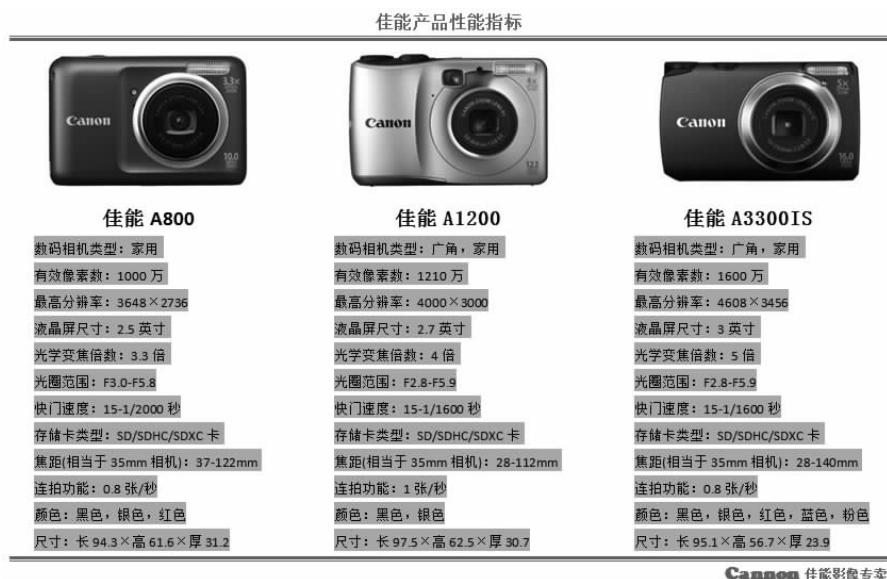 佳能产品性能指标
Canon
3.3×
10.0
Canon
4×
12.1
Canon
5×
16.0
佳能 A800
数码相机类型：家用
有效像素数：1000 万
最高分辨率：3648×2736
液晶屏尺寸：2.5 英寸
光学变焦倍数：3.3 倍
光圈范围：F3.0-F5.8
快门速度：15-1/2000 秒
存储卡类型：SD/SDHC/SDXC 卡
焦距(相当于 35mm 相机)：37-122mm
连拍功能：0.8 张/秒
颜色：黑色，银色，红色
尺寸：长 94.3×高 61.6×厚 31.2
佳能 A1200
数码相机类型：广角，家用
有效像素数：1210 万
最高分辨率：4000×3000
液晶屏尺寸：2.7 英寸
光学变焦倍数：4 倍
光圈范围：F2.8-F5.9
快门速度：15-1/1600 秒
存储卡类型：SD/SDHC/SDXC 卡
焦距(相当于 35mm 相机)：28-112mm
连拍功能：1 张/秒
颜色：黑色，银色
尺寸：长 97.5×高 62.5×厚 30.7
佳能 A3300IS
数码相机类型：广角，家用
有效像素数：1600 万
最高分辨率：4608×3456
液晶屏尺寸：3 英寸
光学变焦倍数：5 倍
光圈范围：F2.8-F5.9
快门速度：15-1/1600 秒
存储卡类型：SD/SDHC/SDXC 卡
焦距(相当于 35mm 相机)：28-140mm
连拍功能：0.8 张/秒
颜色：黑色，银色，红色，蓝色，粉色
尺寸：长 95.1×高 56.7×厚 23.9
Cannon 佳能影像专卖